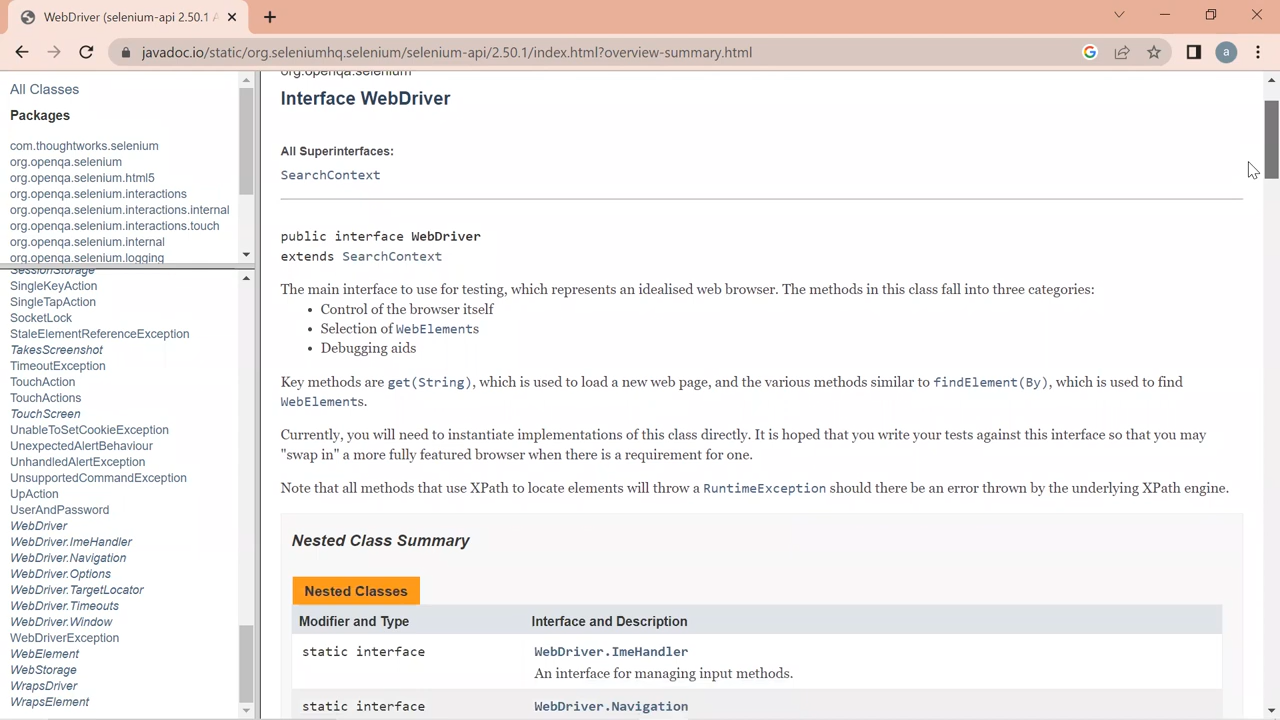 WebDriver (selenium-api 2.50.1 A
javadoc.io/static/org.seleniumhq.selenium/selenium-api/2.50.1/index.html?overview-summary.html
a
All Classes
Packages
com.thoughtworks.selenium
org.openqa.selenium
org.openqa.selenium.html5
org.openqa.selenium.interactions
org.openqa.selenium.interactions.internal
org.openqa.selenium.interactions.touch
org.openqa.selenium.internal
org.openqa.selenium.logging
SessionStorage
SingleKeyAction
SingleTapAction
SocketLock
StaleElementReferenceException
TakesScreenshot
TimeoutException
TouchAction
TouchActions
TouchScreen
UnableToSetCookieException
UnexpectedAlertBehaviour
UnhandledAlertException
UnsupportedCommandException
UpAction
UserAndPassword
WebDriver
WebDriver.ImeHandler
WebDriver.Navigation
WebDriver.Options
WebDriver.TargetLocator
WebDriver.Timeouts
WebDriver.Window
WebDriverException
WebElement
WebStorage
WrapsDriver
WrapsElement
org.openqa.selenium
Interface WebDriver
All Superinterfaces:
SearchContext
public interface WebDriver
extends SearchContext
The main interface to use for testing, which represents an idealised web browser. The methods in this class fall into three categories:
• Control of the browser itself
• Selection of WebElements
• Debugging aids
Key methods are get(String), which is used to load a new web page, and the various methods similar to findElement(By), which is used to find
WebElements.
Currently, you will need to instantiate implementations of this class directly. It is hoped that you write your tests against this interface so that you may
"swap in" a more fully featured browser when there is a requirement for one.
Note that all methods that use XPath to locate elements will throw a RuntimeException should there be an error thrown by the underlying XPath engine.
Nested Class Summary
Nested Classes
Modifier and Type Interface and Description
static interface WebDriver.ImeHandler
An interface for managing input methods.
static interface WebDriver.Navigation